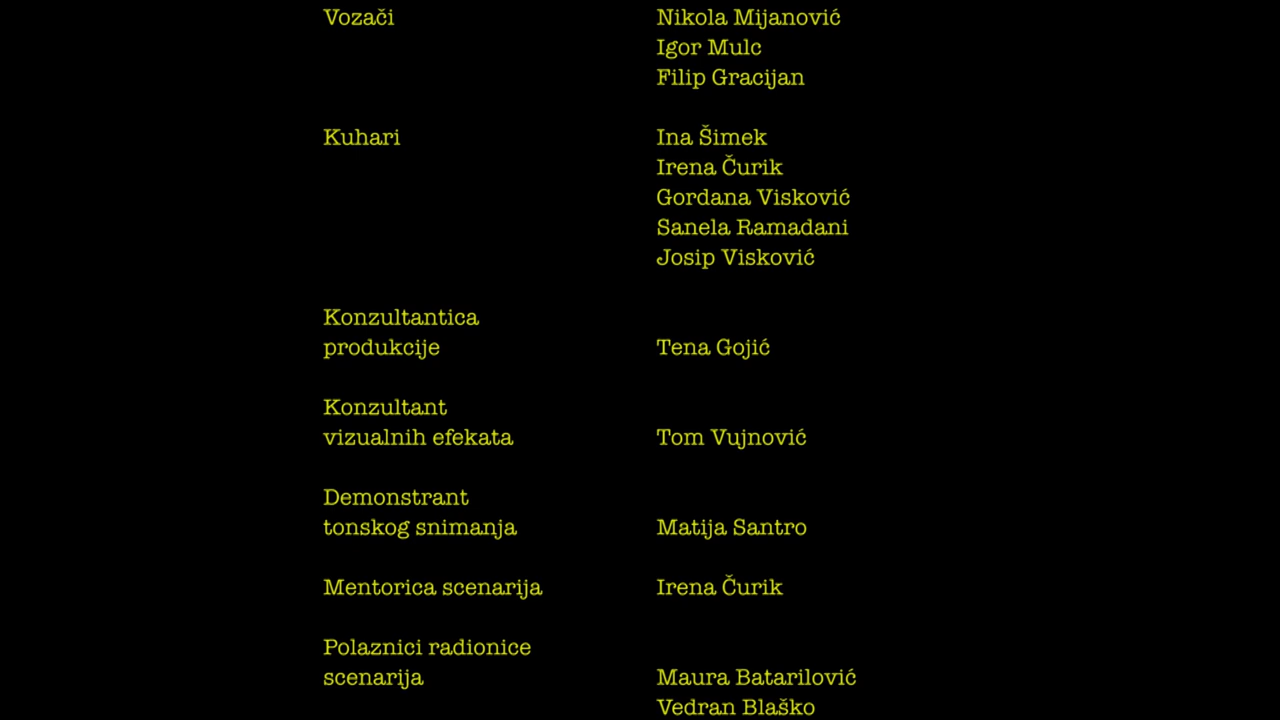 Vozači Nikola Mijanović
Igor Mulc
Filip Gracijan
Kuhari Ina Šimek
Irena Čurik
Gordana Visković
Sanela Ramadani
Josip Visković
Konzultantica
produkcije Tena Gojić
Konzultant
vizualnih efekata Tom Vujnović
Demonstrant
tonskog snimanja Matija Santro
Mentorica scenarija Irena Čurik
Polaznici radionice
scenarija Maura Batarilović
Vedran Blaško